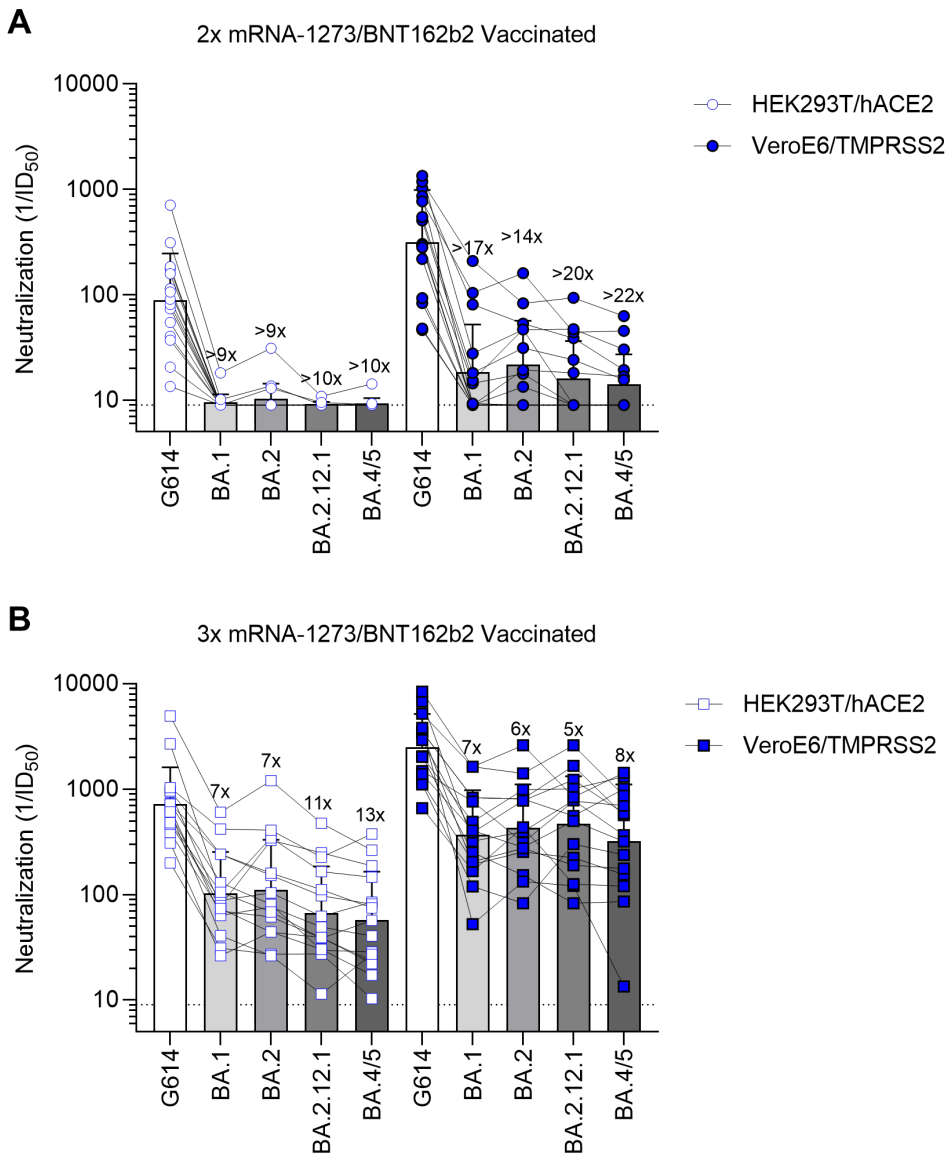 A
2x mRNA-1273/BNT162b2 Vaccinated
Neutralization (1/ID50)
10000
1000
100
10
>9x
>9x
>10x
>10x
>17x
>14x
>20x
>22x
G614
BA.1
BA.2
BA.2.12.1
BA.4/5
G614
BA.1
BA.2
BA.2.12.1
BA.4/5
HEK293T/hACE2
VeroE6/TMPRSS2
B
3x mRNA-1273/BNT162b2 Vaccinated
Neutralization (1/ID50)
10000
1000
100
10
7x
7x
11x
13x
7x
6x
5x
8x
G614
BA.1
BA.2
BA.2.12.1
BA.4/5
G614
BA.1
BA.2
BA.2.12.1
BA.4/5
HEK293T/hACE2
VeroE6/TMPRSS2